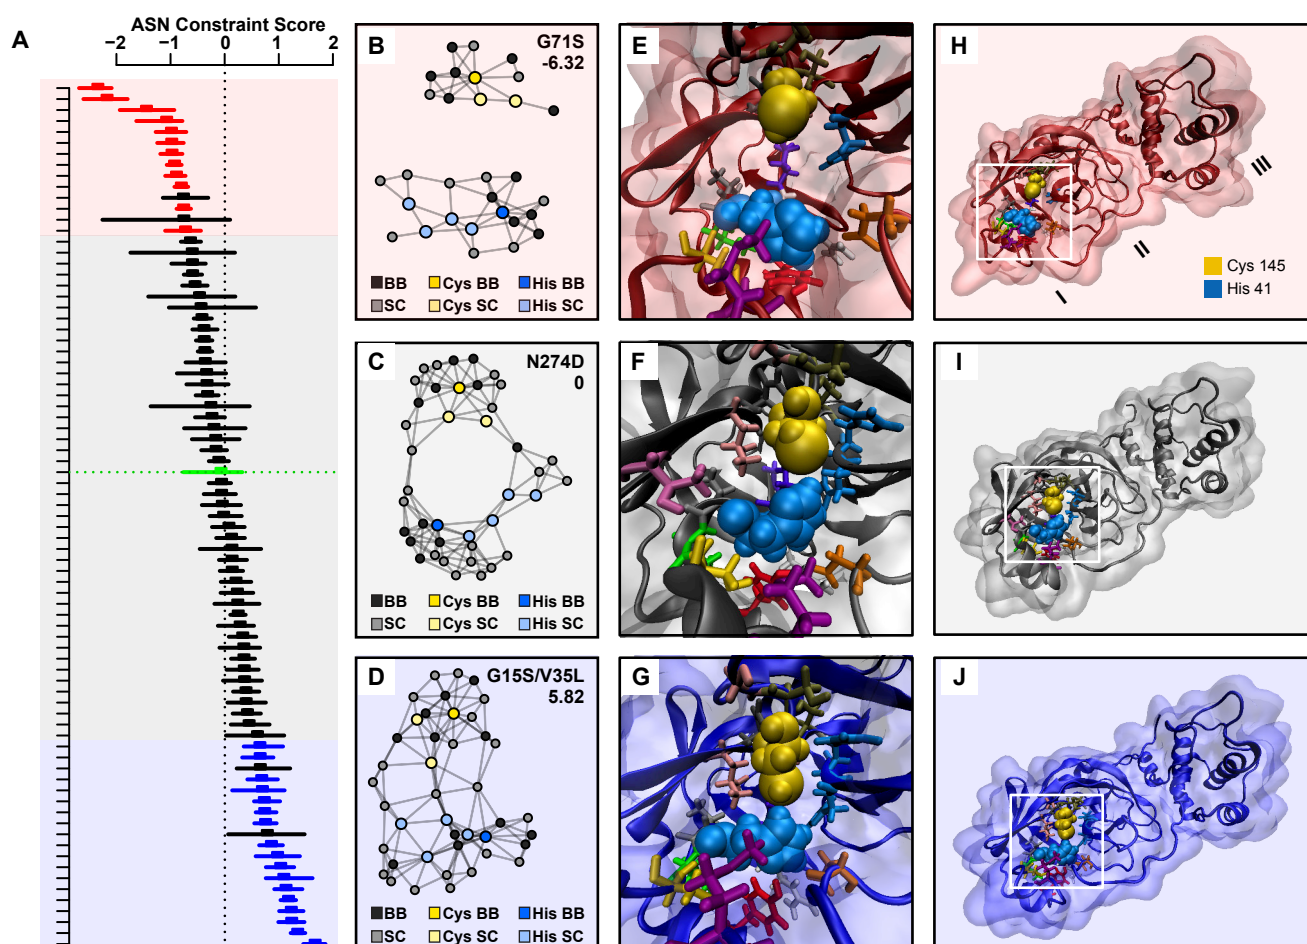 A
ASN Constraint Score
−2 −1 0 1 2
B
G71S
-6.32
BB Cys BB His BB
SC Cys SC His SC
C
N274D
0
BB Cys BB His BB
SC Cys SC His SC
D
G15S/V35L
5.82
BB Cys BB His BB
SC Cys SC His SC
E
F
G
H
III
II
I
Cys 145
His 41
I
J